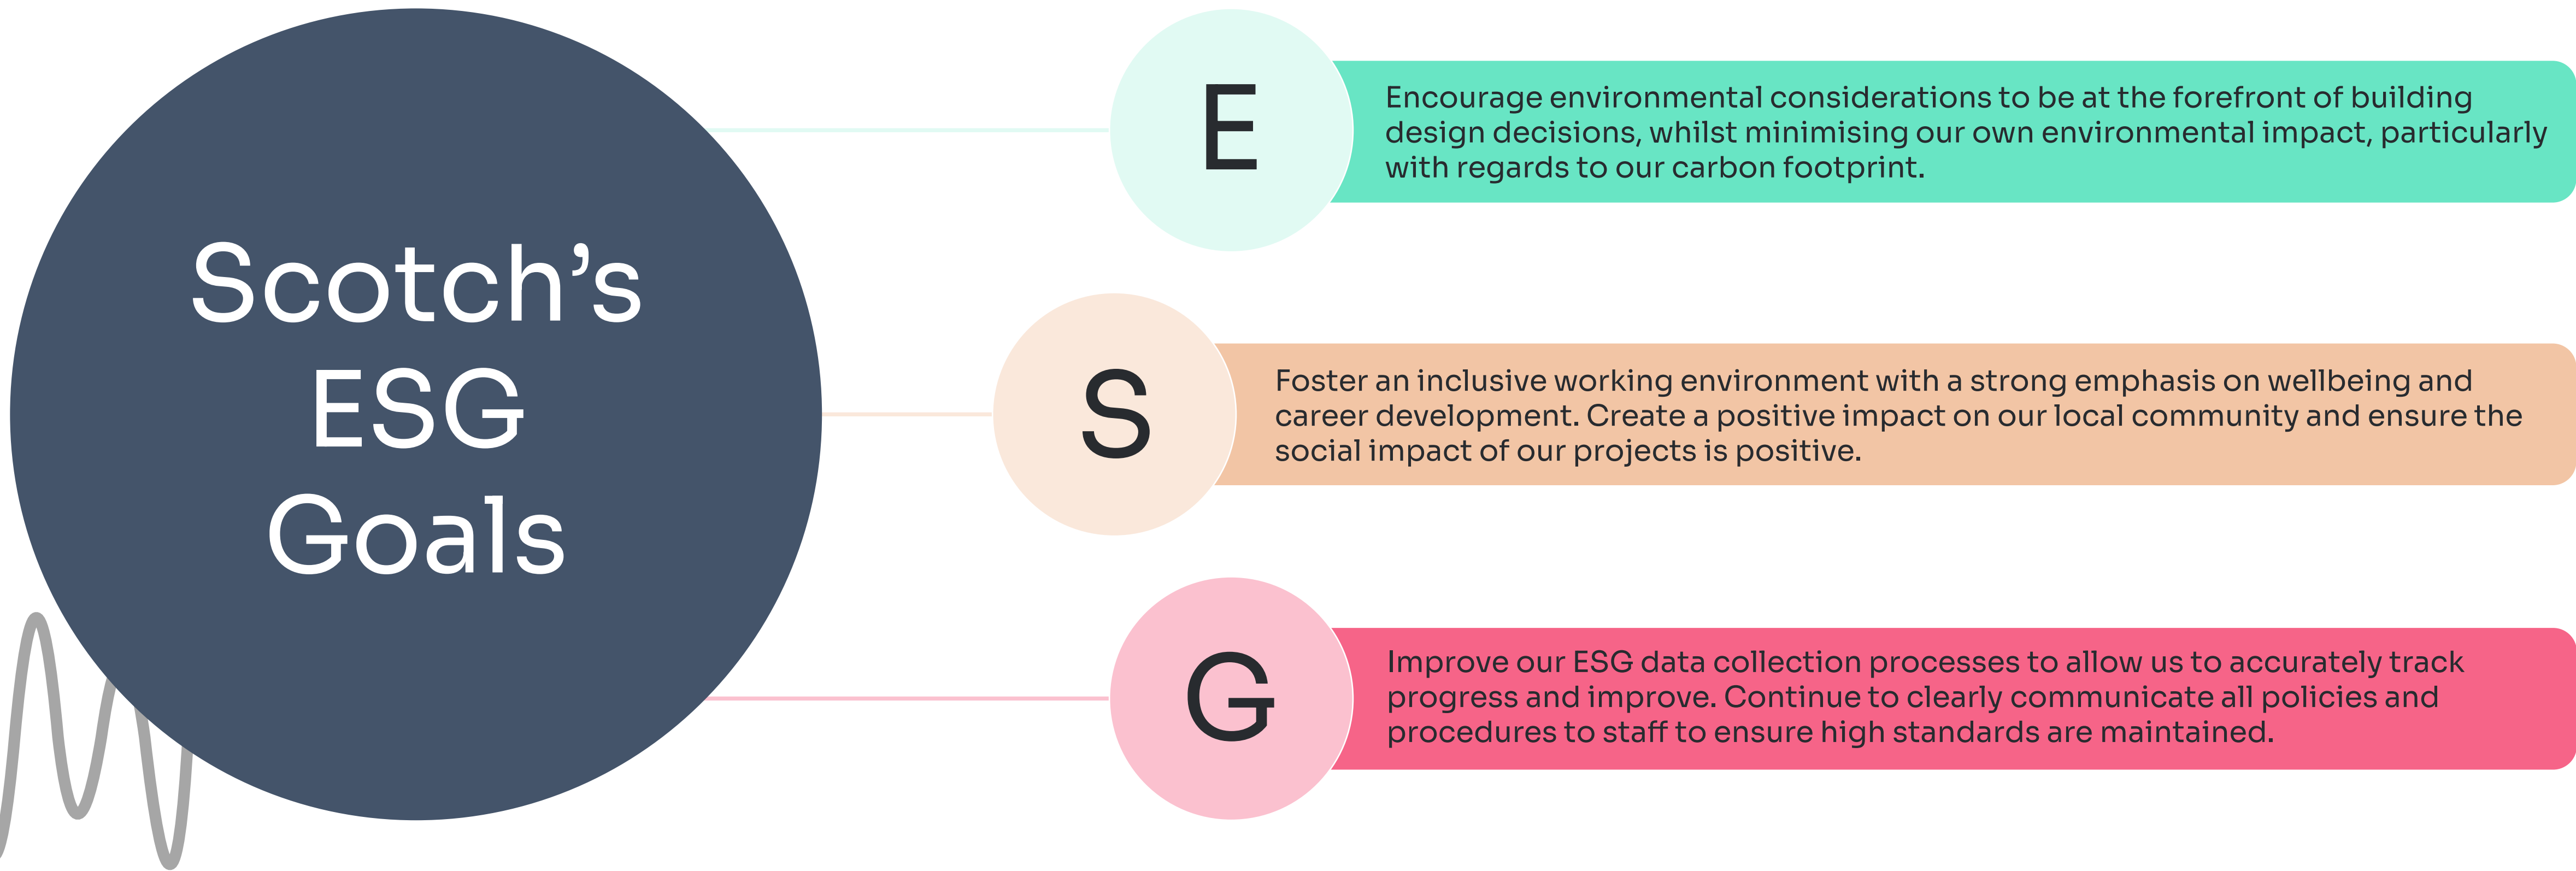 Scotch’s
ESG
Goals
E
Encourage environmental considerations to be at the forefront of building
design decisions, whilst minimising our own environmental impact, particularly
with regards to our carbon footprint.
S
Foster an inclusive working environment with a strong emphasis on wellbeing and
career development. Create a positive impact on our local community and ensure the
social impact of our projects is positive.
G
Improve our ESG data collection processes to allow us to accurately track
progress and improve. Continue to clearly communicate all policies and
procedures to staff to ensure high standards are maintained.